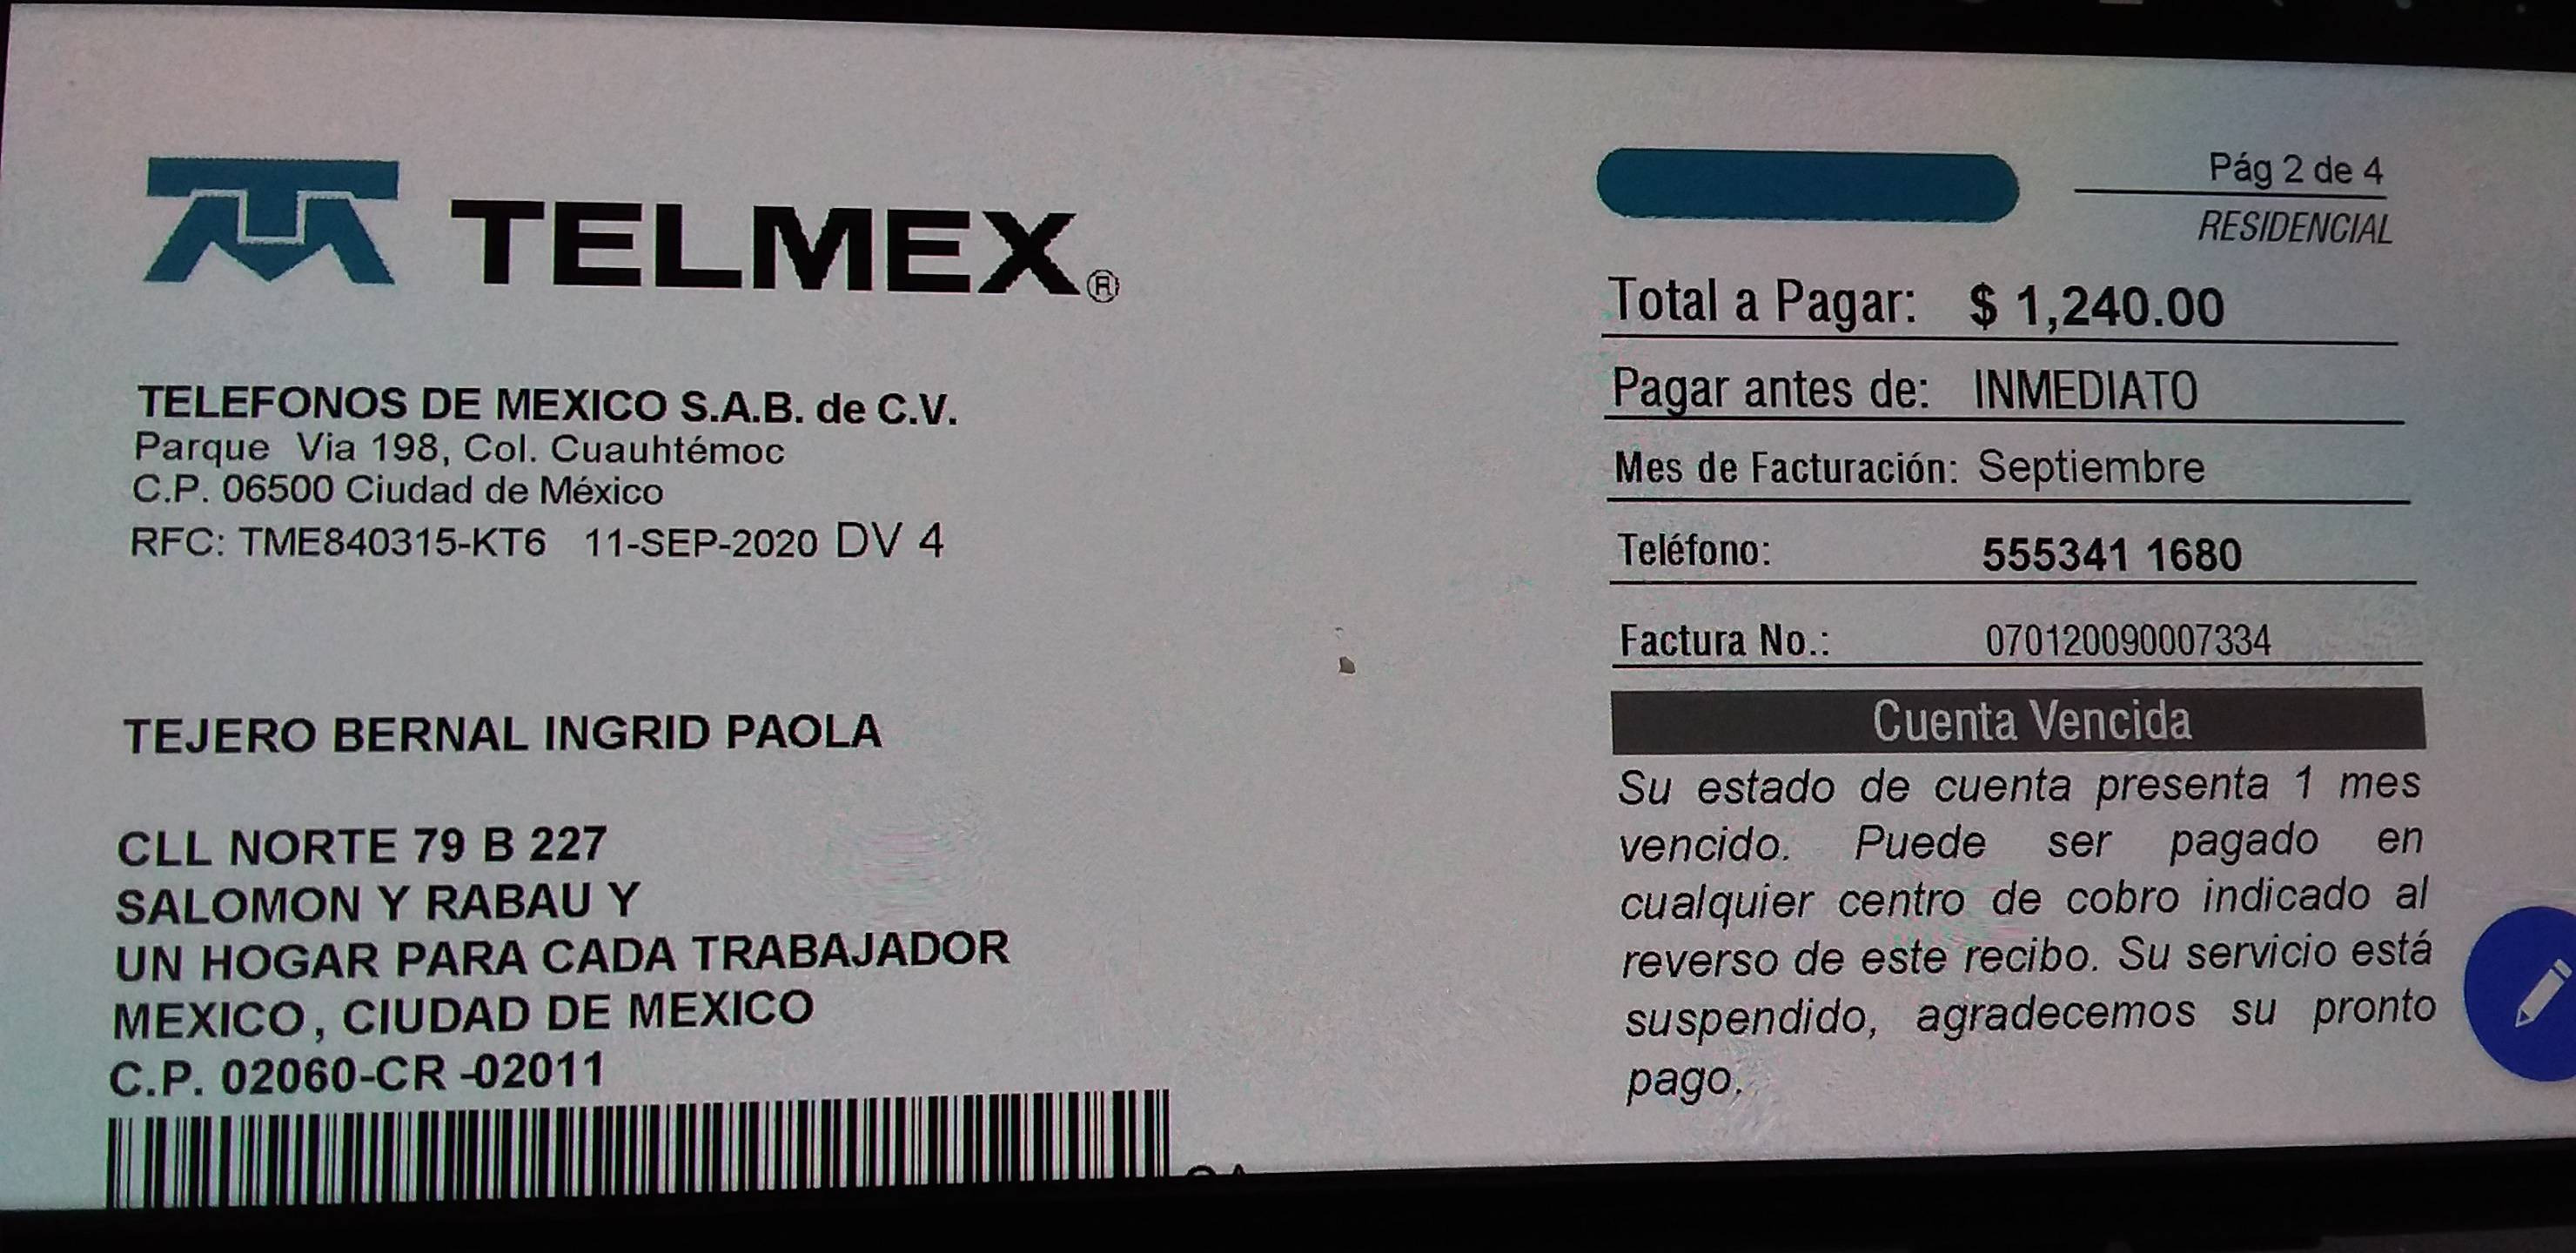 TELMEX®
TELEFONOS DE MEXICO S.A.B. de C.V.
Parque Via 198, Col. Cuauhtémoc
C.P. 06500 Ciudad de México
RFC: TME840315-KT6 11-SEP-2020 DV 4
TEJERO BERNAL INGRID PAOLA
CLL NORTE 79 B 227
SALOMON Y RABAU Y
UN HOGAR PARA CADA TRABAJADOR
MEXICO, CIUDAD DE MEXICO
C.P. 02060-CR -02011
Pág 2 de 4
RESIDENCIAL
Total a Pagar: $ 1,240.00
Pagar antes de: INMEDIATO
Mes de Facturación: Septiembre
Teléfono: 555341 1680
Factura No.: 070120090007334
Cuenta Vencida
Su estado de cuenta presenta 1 mes
vencido. Puede ser pagado en
cualquier centro de cobro indicado al
reverso de este recibo. Su servicio está
suspendido, agradecemos su pronto
pago.